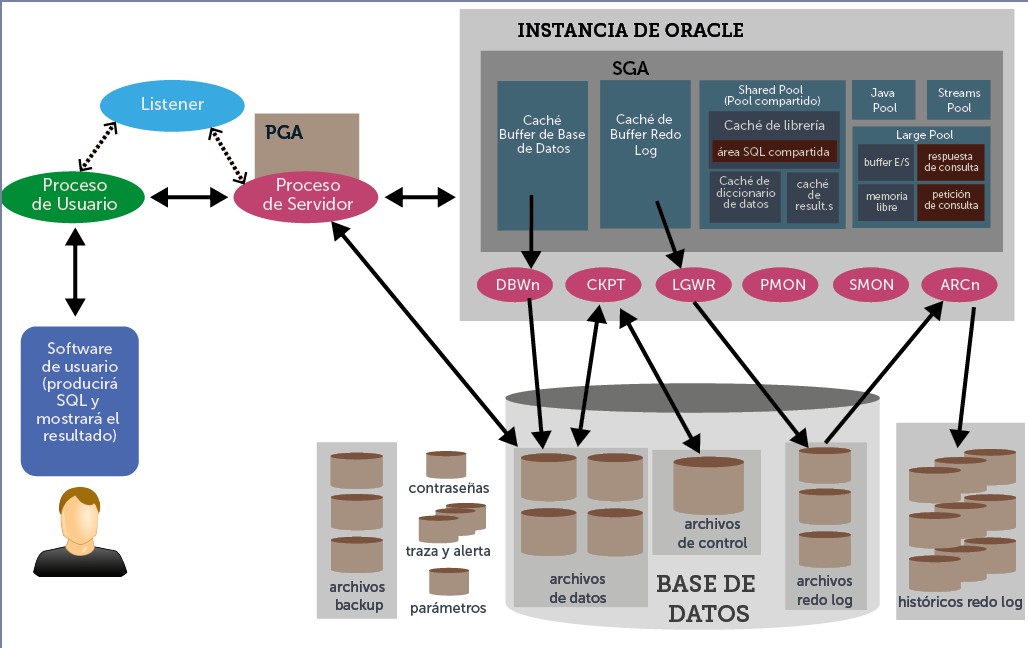 INSTANCIA DE ORACLE
SGA
Caché
Buffer de Base
de Datos
Caché de
Buffer Redo
Log
Shared Pool
(Pool compartido)
Caché de librería
área SQL compartida
Caché de
diccionario
de datos
caché
de
result.s
Java
Pool
Streams
Pool
Large Pool
buffer E/S
respuesta
de consulta
memoria
libre
petición
de consulta
Listener
PGA
Proceso
de Usuario
Proceso
de Servidor
DBWn
CKPT
LGWR
PMON
SMON
ARCn
Software
de usuario
(producirá
SQL y
mostrará el
resultado)
archivos
backup
contraseñas
traza y alerta
parámetros
archivos
de datos
archivos
de control
BASE DE
DATOS
archivos
redo log
históricos redo log